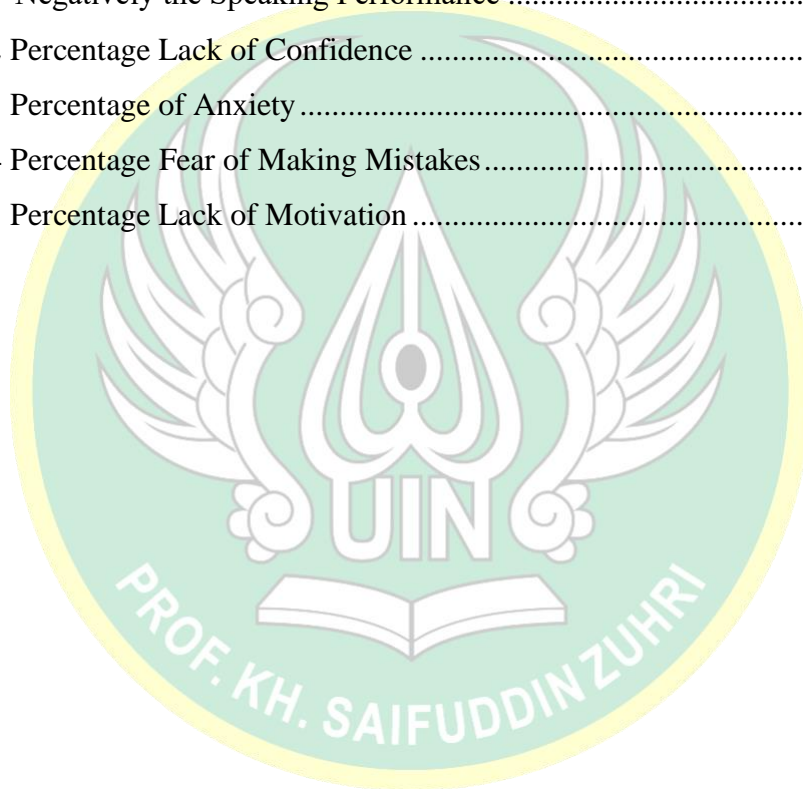 Negatively the Speaking Performance ....................................
Percentage Lack of Confidence ..............................................
Percentage of Anxiety ............................................................
Percentage Fear of Making Mistakes ......................................
Percentage Lack of Motivation ...............................................
UIN
PROF. KH. SAIFUDDIN ZUHRI